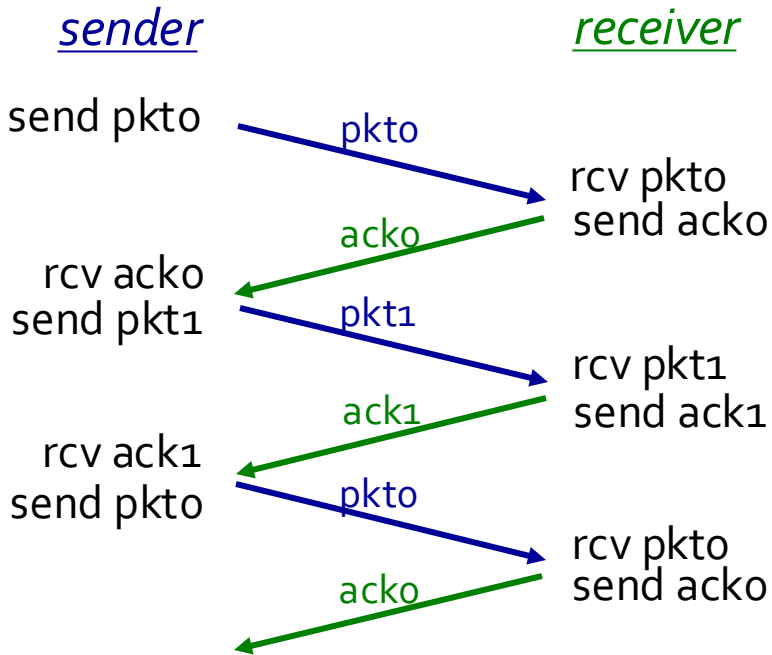 sender
receiver
send pkt0
pkt0
rcv pkt0
send ack0
ack0
rcv ack0
send pkt1
pkt1
rcv pkt1
send ack1
ack1
rcv ack1
send pkt0
pkt0
rcv pkt0
send ack0
ack0